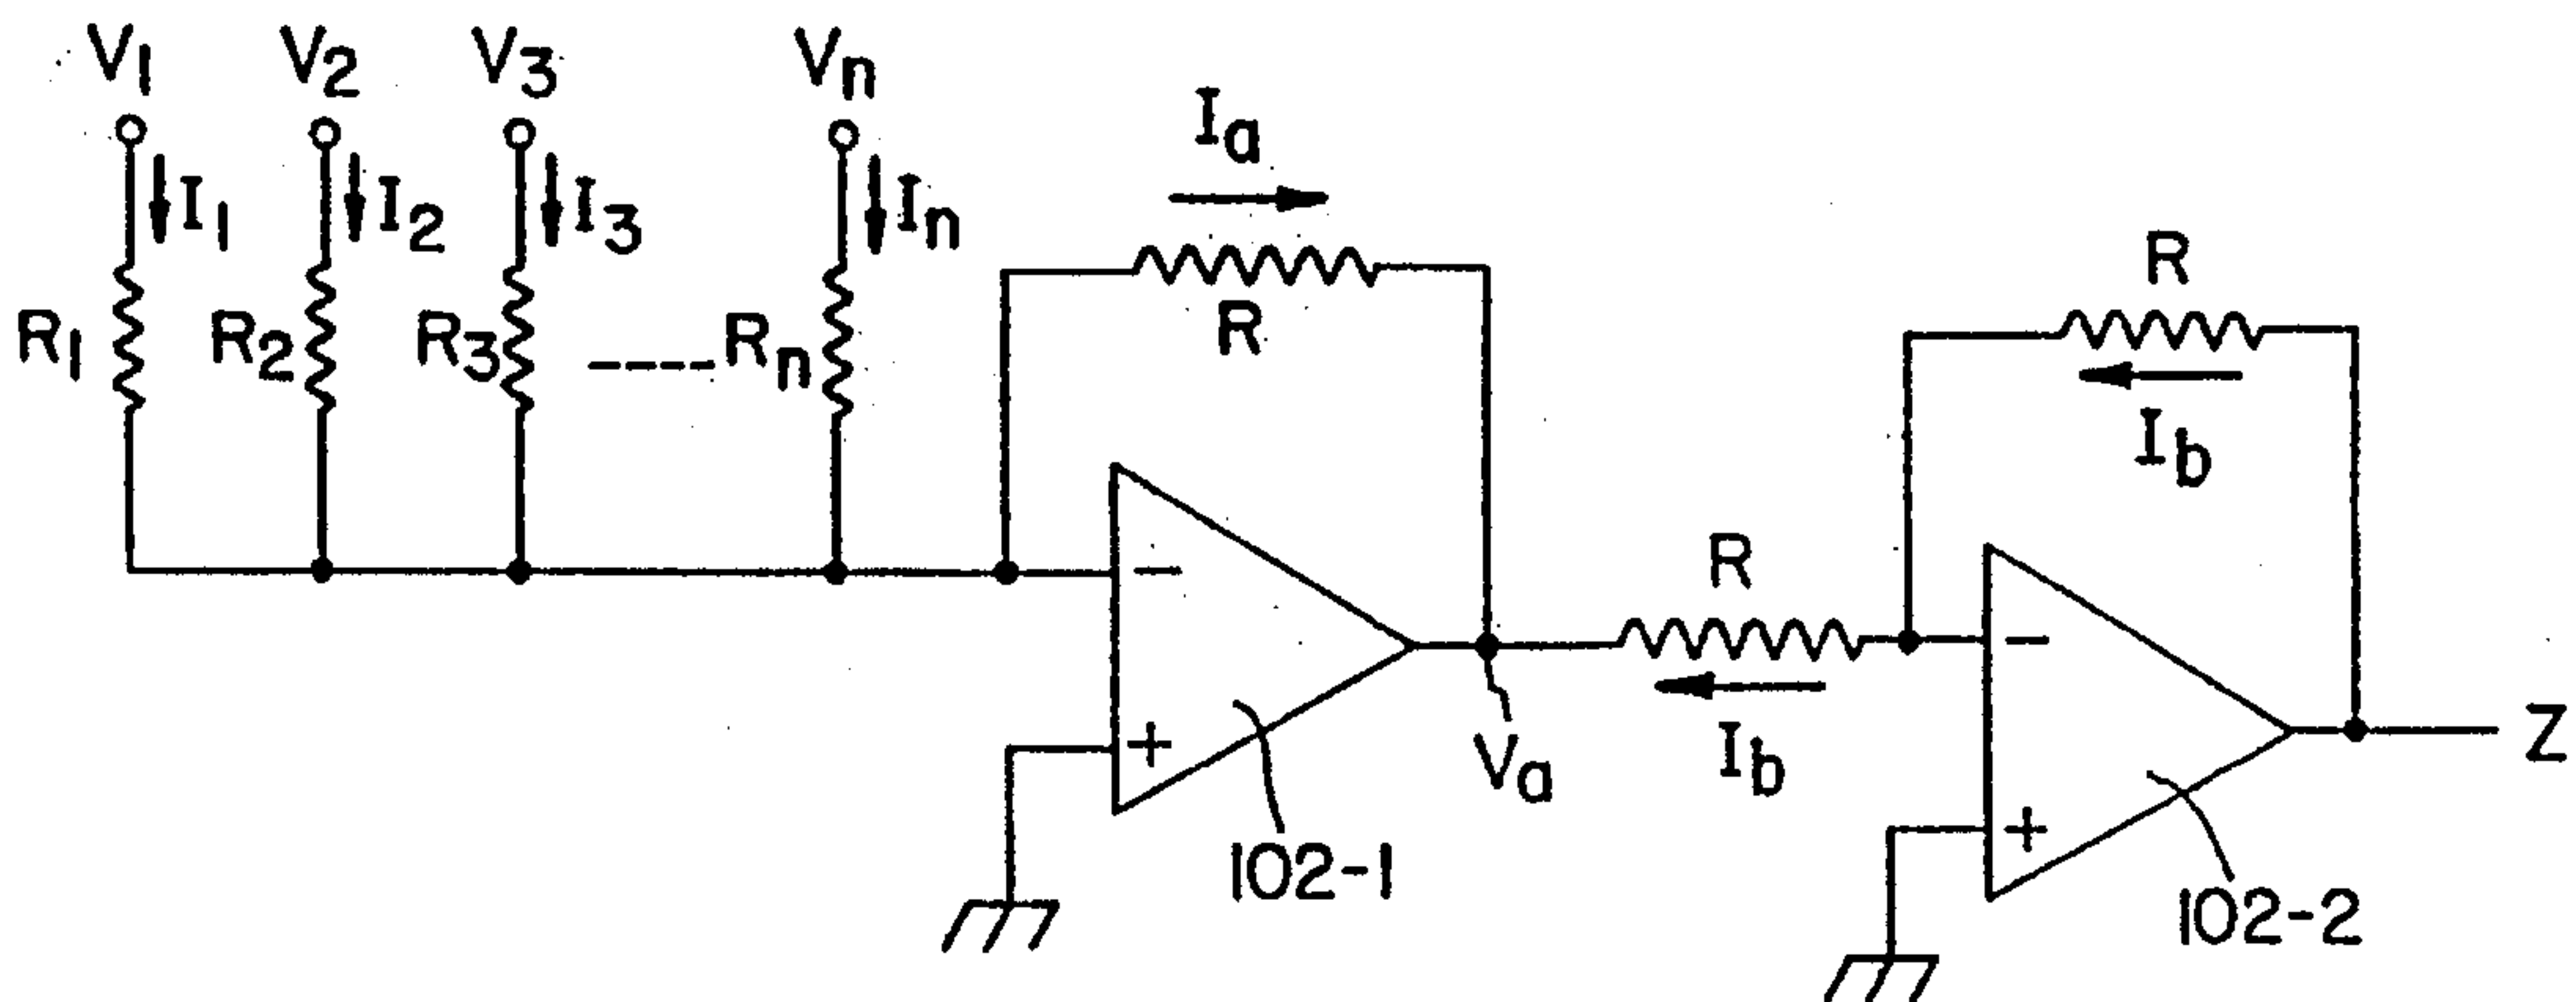 V1 V2 V3 Vn
Ia
I1 I2 I3 In
R
R
R1 R2 R3 ---- Rn
Ib
R
−
−
Z
+
Va
Ib
+
102-1
102-2